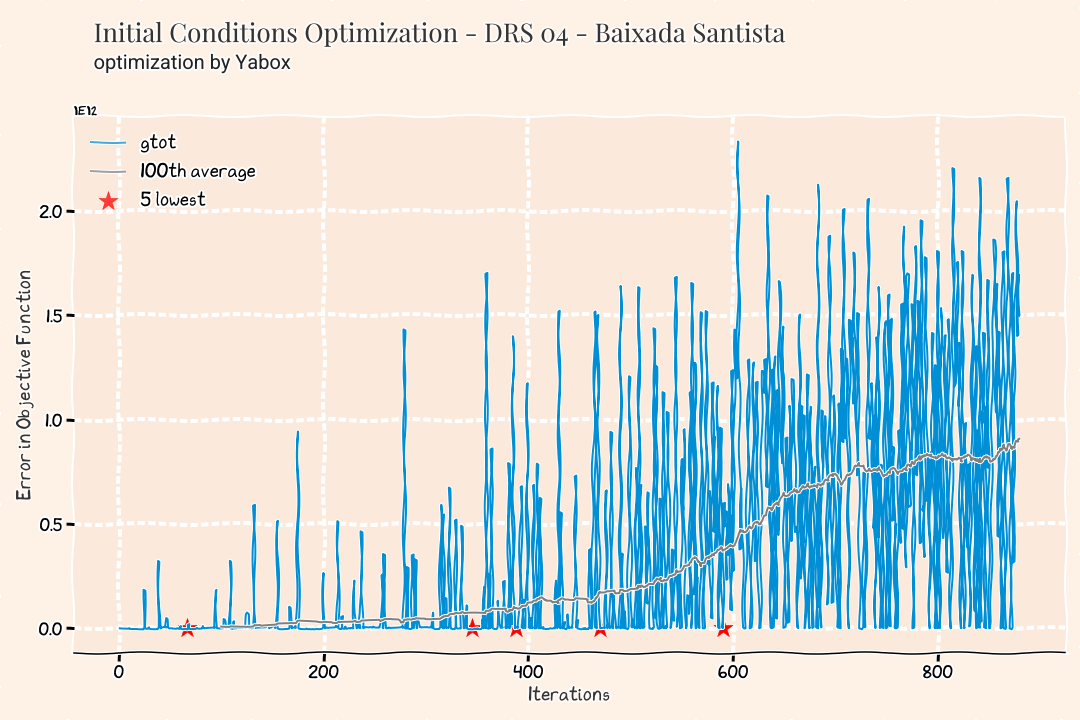 Initial Conditions Optimization - DRS 04 - Baixada Santista
optimization by Yabox
1E12
gtot
100th average
5 lowest
2.0
1.5
1.0
0.5
0.0
Error in Objective Function
0 200 400 600 800
Iterations